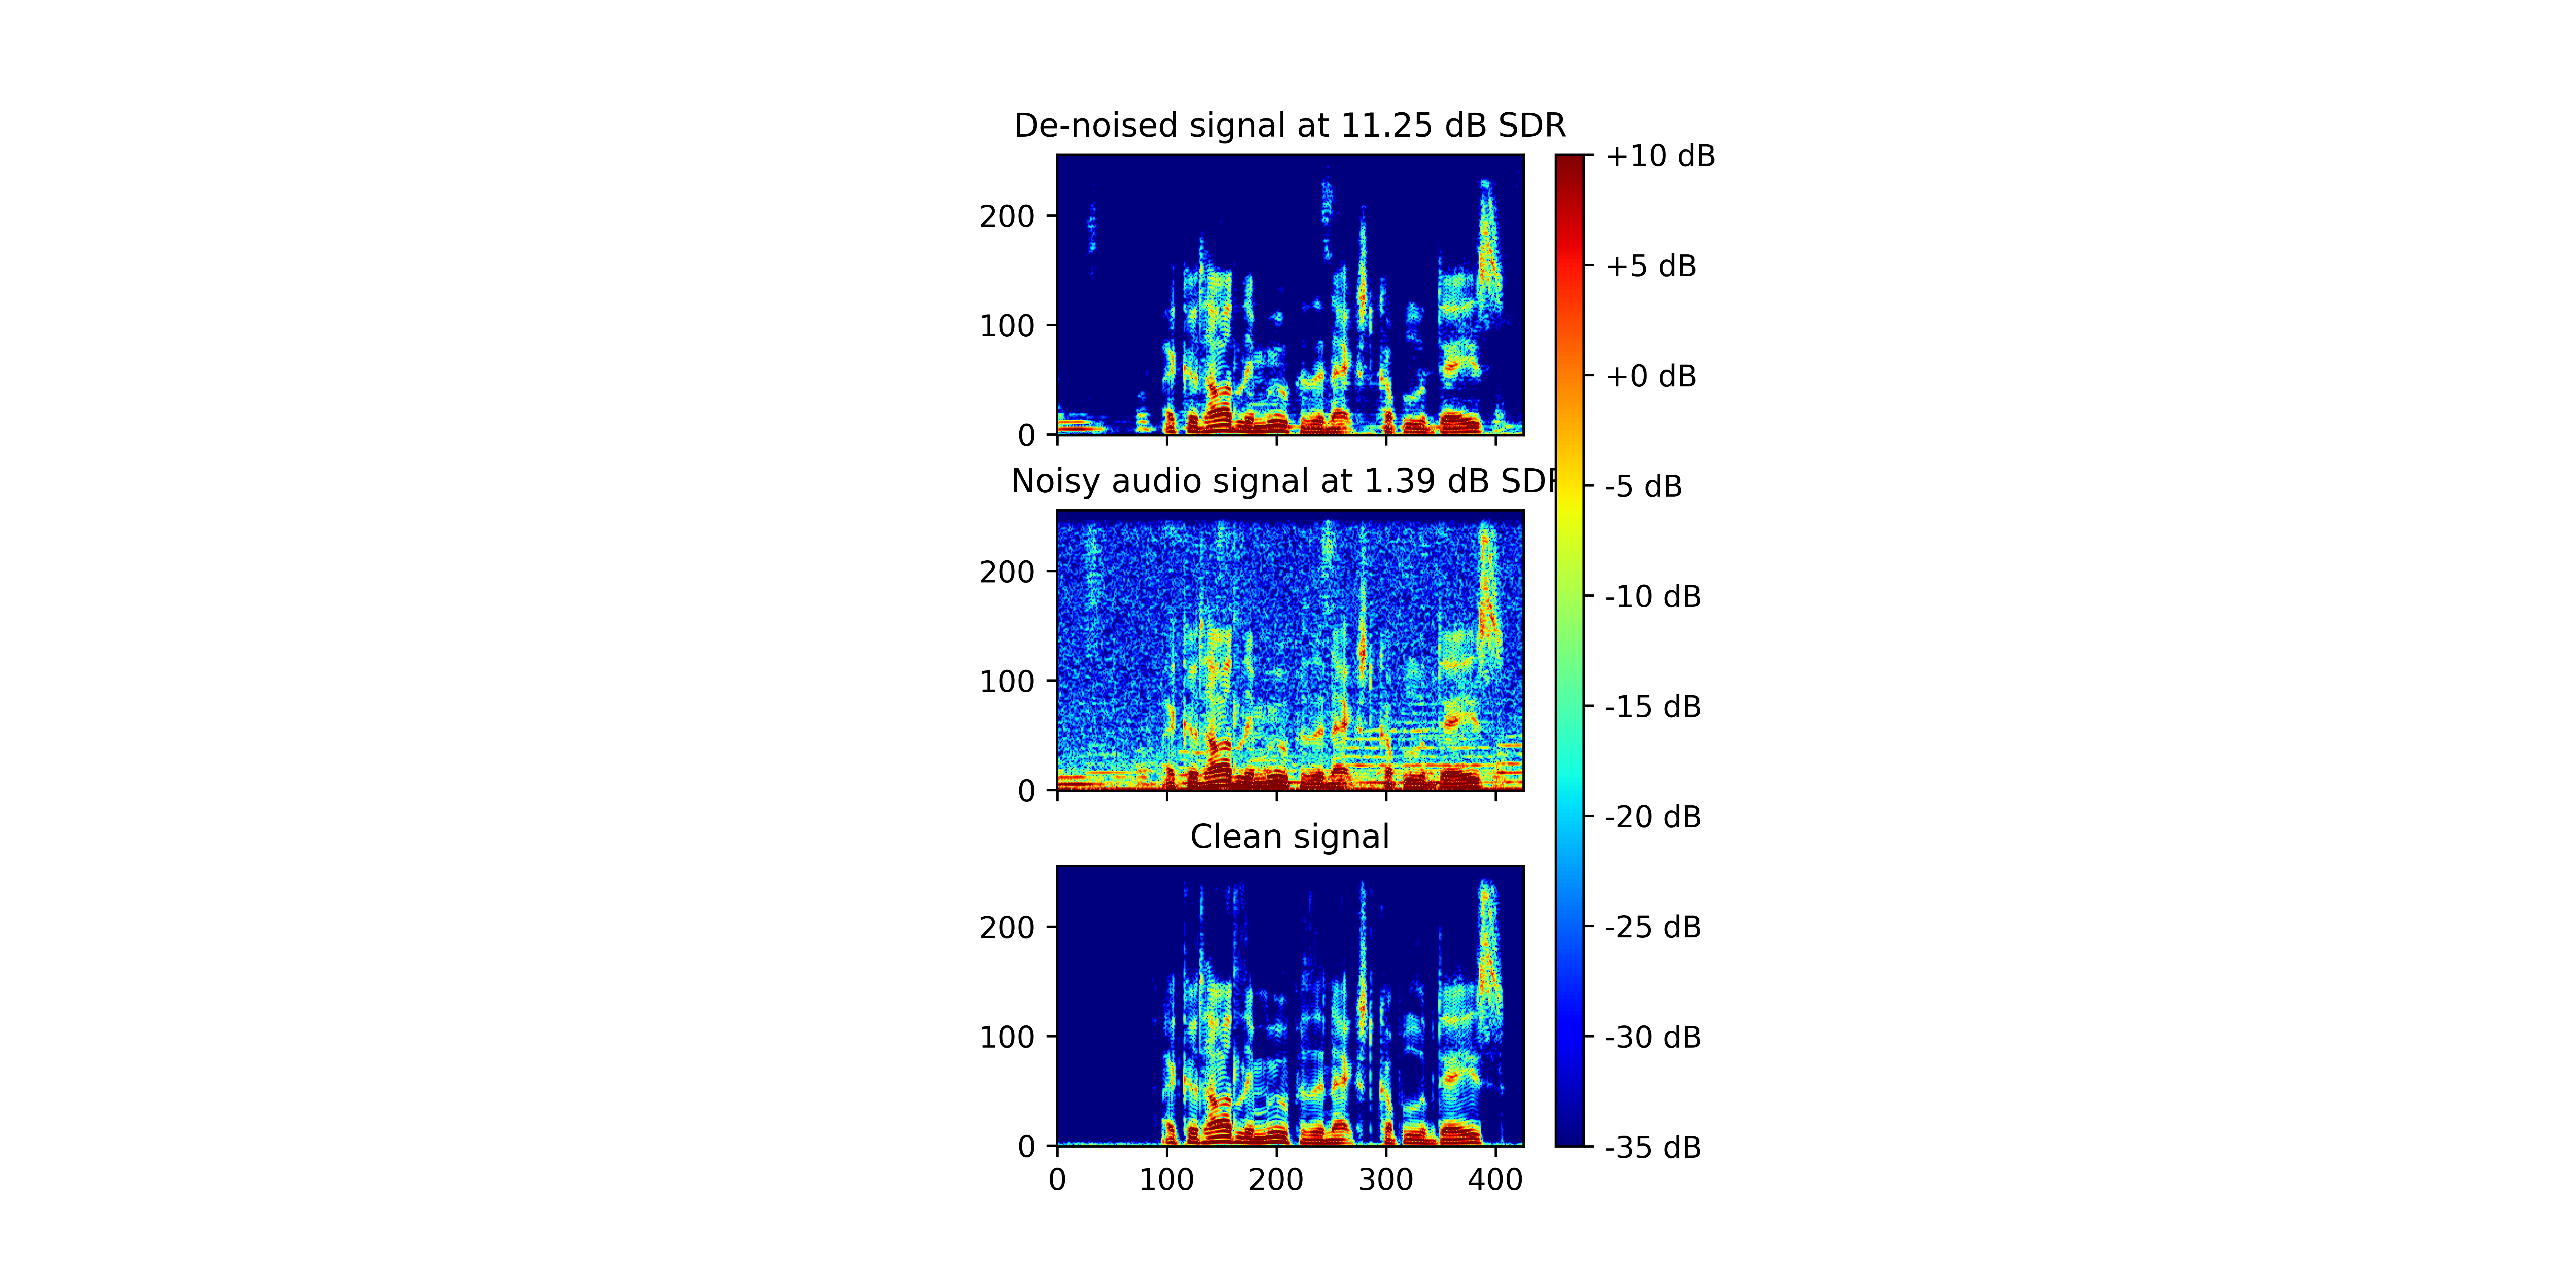 De-noised signal at 11.25 dB SDR
200
100
0
Noisy audio signal at 1.39 dB SDR
200
100
0
Clean signal
200
100
0
0 100 200 300 400
+10 dB
+5 dB
+0 dB
-5 dB
-10 dB
-15 dB
-20 dB
-25 dB
-30 dB
-35 dB